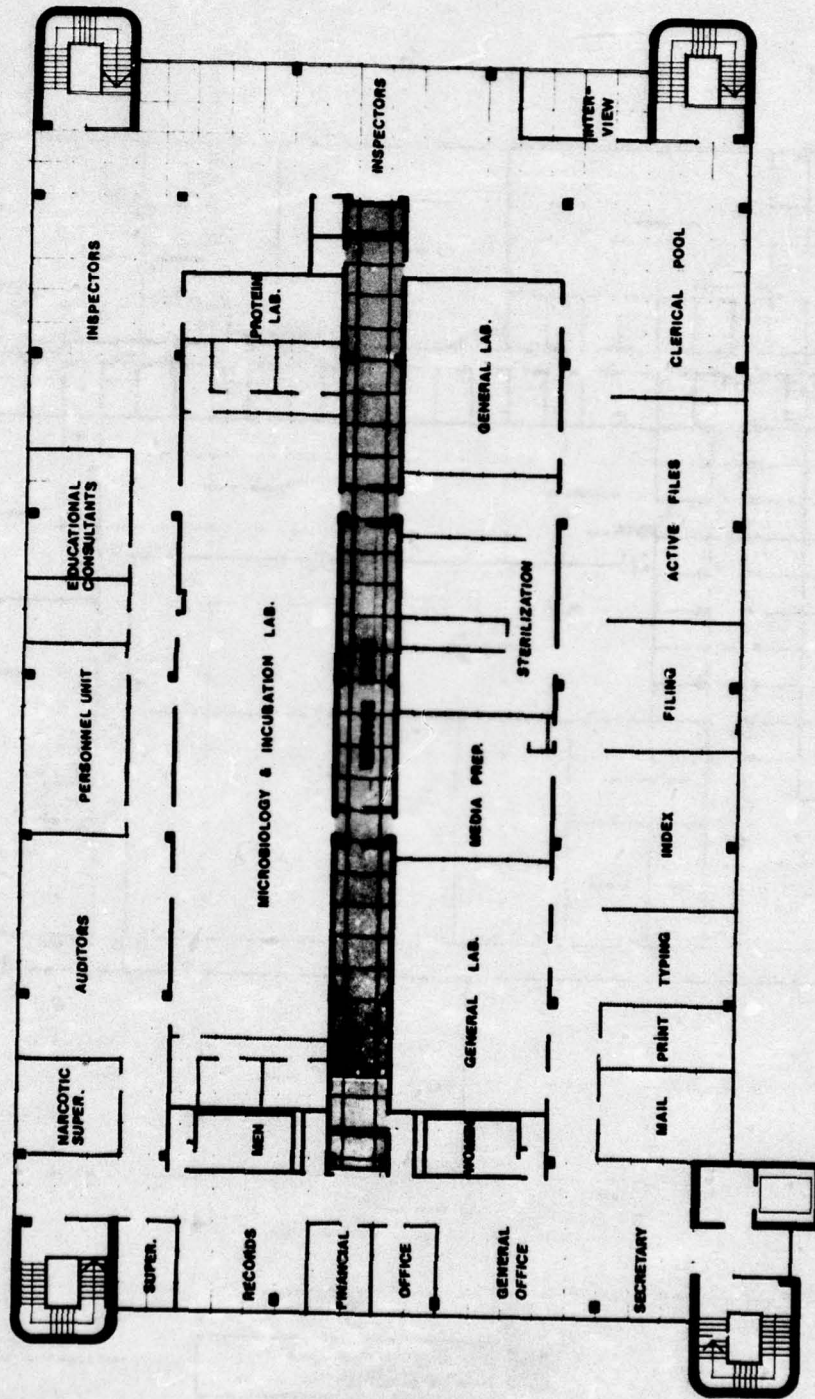 NARCOTIC
SUPER.
AUDITORS
PERSONNEL UNIT
EDUCATIONAL
CONSULTANTS
INSPECTORS
SUPER.
MEN
MICROBIOLOGY & INCUBATION LAB.
PROTEIN
LAB.
RECORDS
INSPECTORS
FINANCIAL
OFFICE
WOMEN
GENERAL LAB.
MEDIA PREP.
STERILIZATION
GENERAL LAB.
GENERAL
OFFICE
INTER-
VIEW
SECRETARY
MAIL
PRINT
TYPING
INDEX
FILING
ACTIVE FILES
CLERICAL POOL